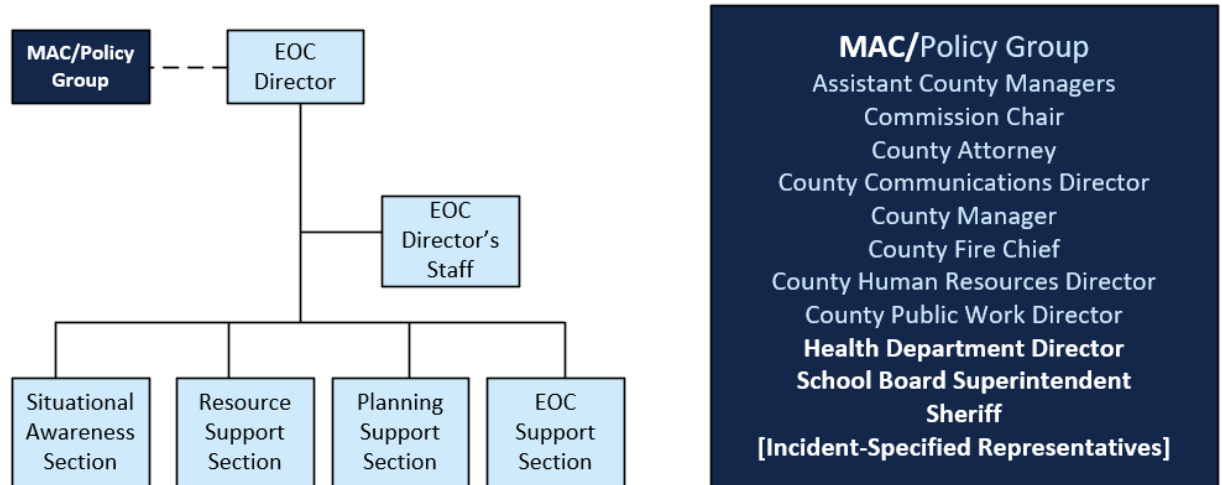 MAC/Policy
Group
EOC
Director
EOC
Director’s
Staff
Situational
Awareness
Section
Resource
Support
Section
Planning
Support
Section
EOC
Support
Section
MAC/Policy Group
Assistant County Managers
Commission Chair
County Attorney
County Communications Director
County Manager
County Fire Chief
County Human Resources Director
County Public Work Director
Health Department Director
School Board Superintendent
Sheriff
[Incident-Specified Representatives]